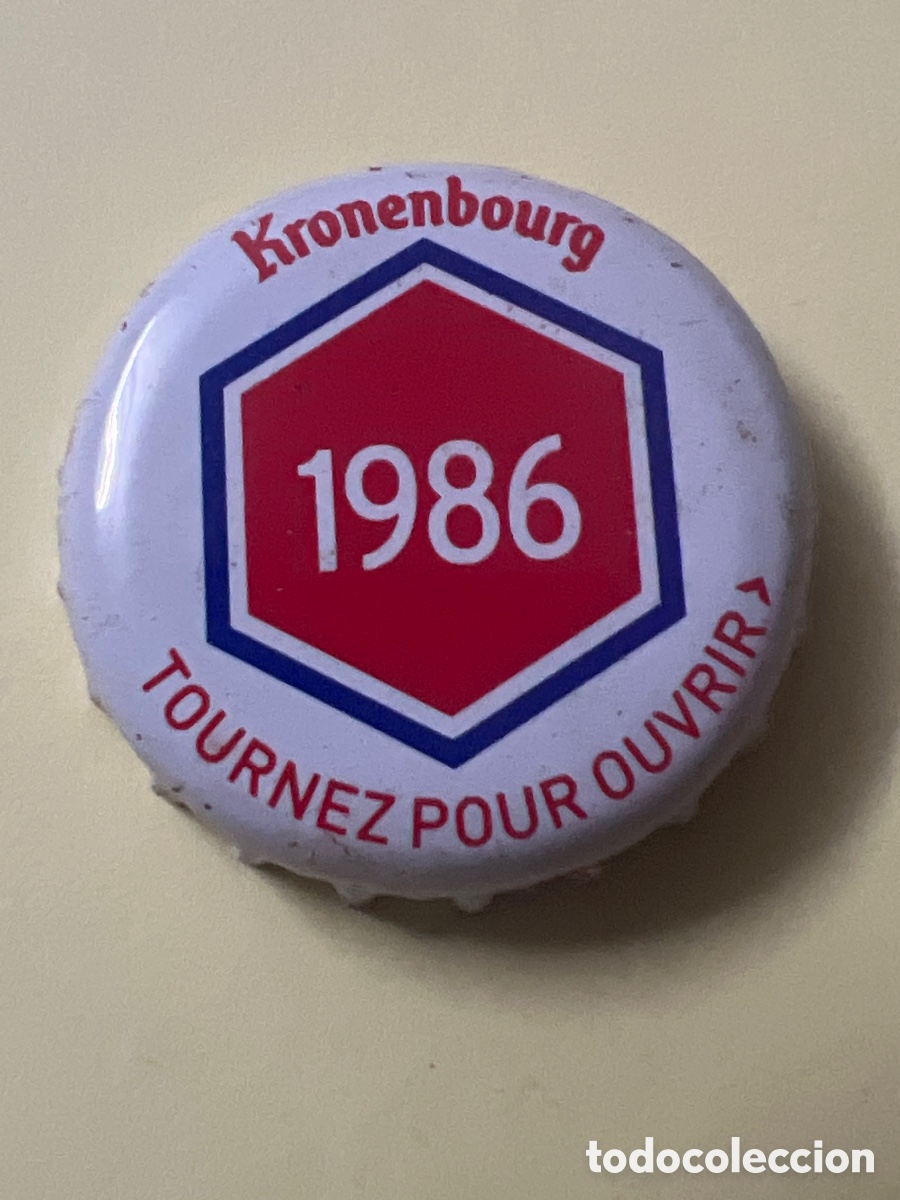 Kronenbourg
1986
TOURNEZ POUR OUVRIR >
todocoleccion